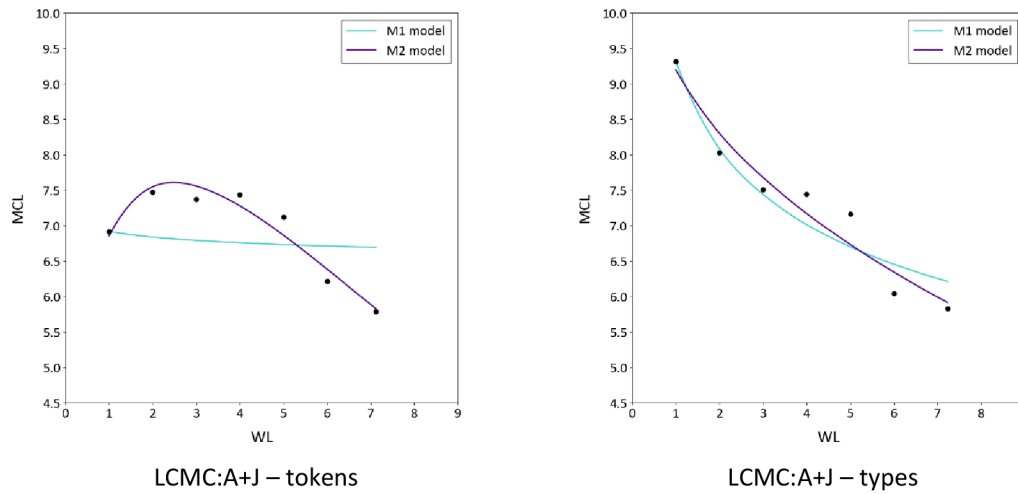 M1 model
M2 model
10.0
9.5
9.0
8.5
8.0
7.5
7.0
6.5
6.0
5.5
5.0
4.5
MCL
0 1 2 3 4 5 6 7 8 9
WL
LCMC:A+J – tokens
M1 model
M2 model
10.0
9.5
9.0
8.5
8.0
7.5
7.0
6.5
6.0
5.5
5.0
4.5
MCL
0 1 2 3 4 5 6 7 8
WL
LCMC:A+J – types